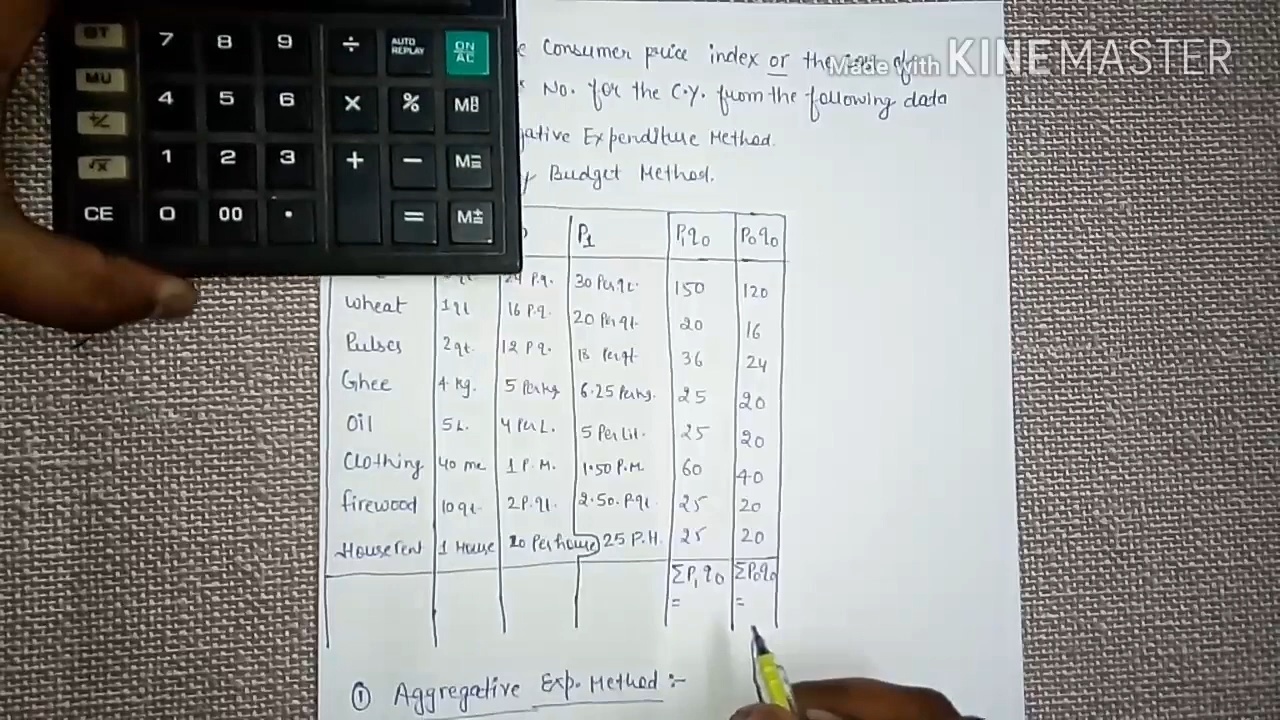 GT 7 8 9 ÷ AUTO REPLAY ON AC
MU 4 5 6 X %
+/- 1 2 3 + −
√x
CE 0 00 . =
Made with KINEMASTER
Consumer price index or the of
No. for the C.Y. from the following data
gative Expenditure Method.
y Budget Method.
P1 P1q0 P0q0
24 P.q. 30 Per qt. 150 120
Wheat 1qt 16 P.q. 20 Per qt. 20 16
Pulses 2qt. 12 P.q. 18 Per qt. 36 24
Ghee 4 Kg. 5 Per kg 6.25 Per kg. 25 20
Oil 5 L. 4 Per L. 5 Per Lit. 25 20
Clothing 40 me 1 P.M. 1.50 P.M. 60 40
firewood 10 qt. 2 P.qt. 2.50. P.qt. 25 20
House rent 1 House 20 Per house 25 P.H. 25 20
ΣP1q0 ΣP0q0
= =
① Aggregative Exp. Method :-